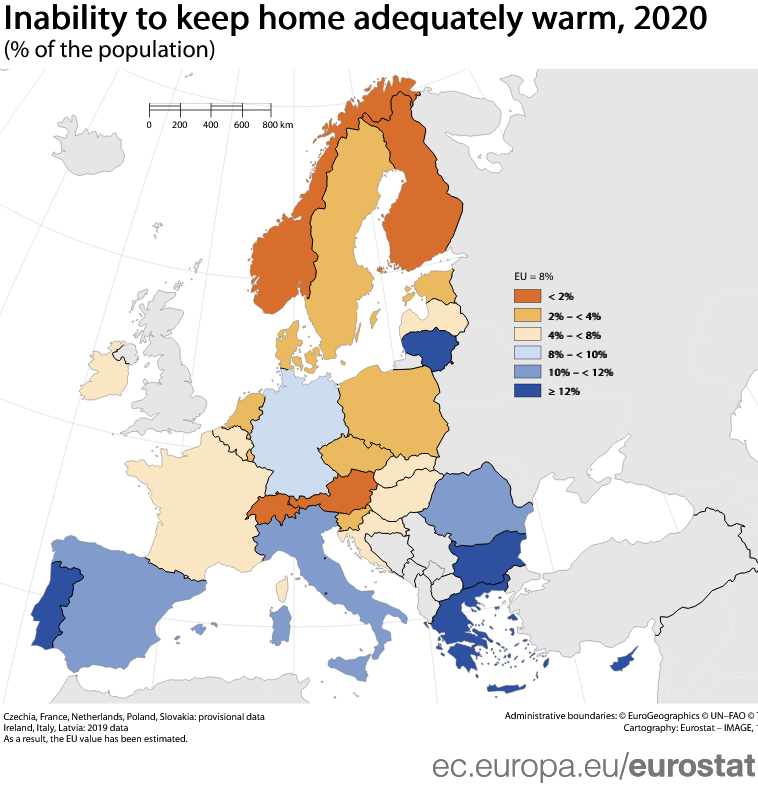 Inability to keep home adequately warm, 2020
(% of the population)
0 200 400 600 800 km
EU = 8%
< 2%
2% – < 4%
4% – < 8%
8% – < 10%
10% – < 12%
≥ 12%
Czechia, France, Netherlands, Poland, Slovakia: provisional data
Ireland, Italy, Latvia: 2019 data
As a result, the EU value has been estimated.
Administrative boundaries: © EuroGeographics © UN–FAO ©
Cartography: Eurostat – IMAGE,
ec.europa.eu/eurostat